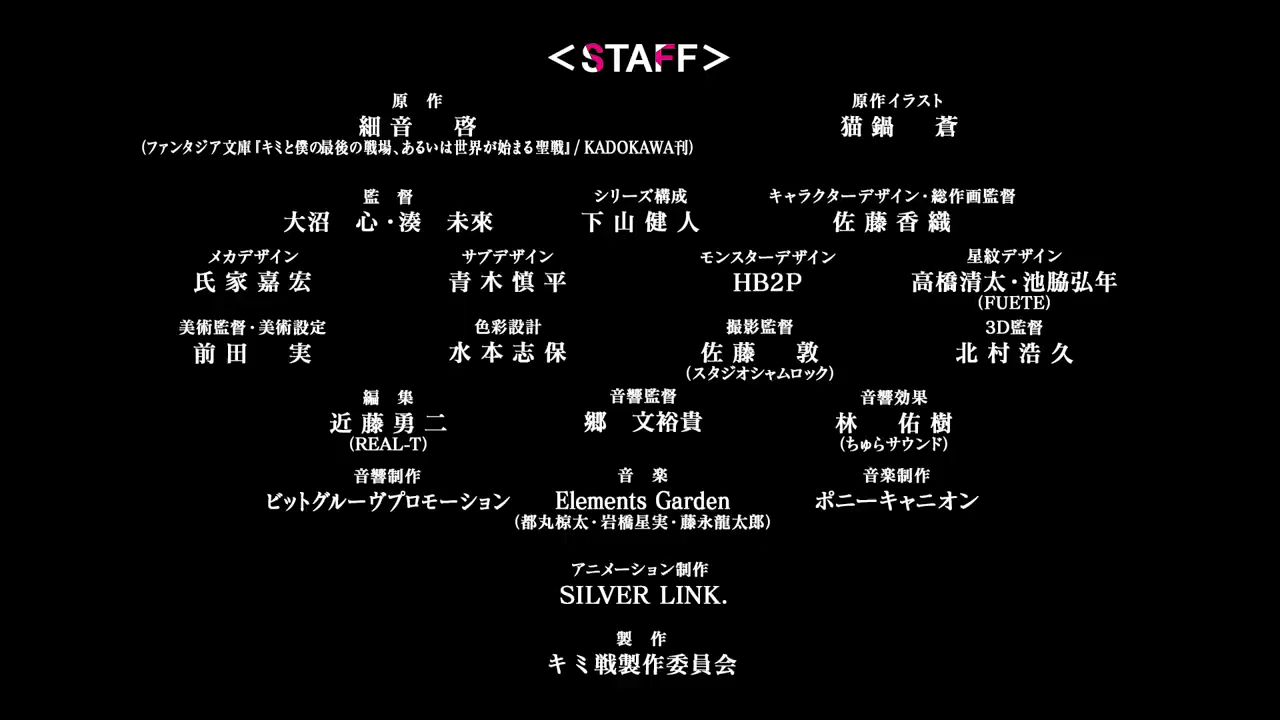 <STAFF>
原　作
細音　啓
(ファンタジア文庫『キミと僕の最後の戦場、あるいは世界が始まる聖戦』/ KADOKAWA刊)
原作イラスト
猫鍋　蒼
監　督
大沼　心・湊　未來
シリーズ構成
下山健人
キャラクターデザイン・総作画監督
佐藤香織
メカデザイン
氏家嘉宏
サブデザイン
青木慎平
モンスターデザイン
HB2P
星紋デザイン
高橋清太・池脇弘年
(FUETE)
美術監督・美術設定
前田　実
色彩設計
水本志保
撮影監督
佐藤　敦
(スタジオシャムロック)
3D監督
北村浩久
編　集
近藤勇二
(REAL-T)
音響監督
郷　文裕貴
音響効果
林　佑樹
(ちゅらサウンド)
音響制作
ビットグルーヴプロモーション
音　楽
Elements Garden
(都丸椋太・岩橋星実・藤永龍太郎)
音楽制作
ポニーキャニオン
アニメーション制作
SILVER LINK.
製　作
キミ戦製作委員会